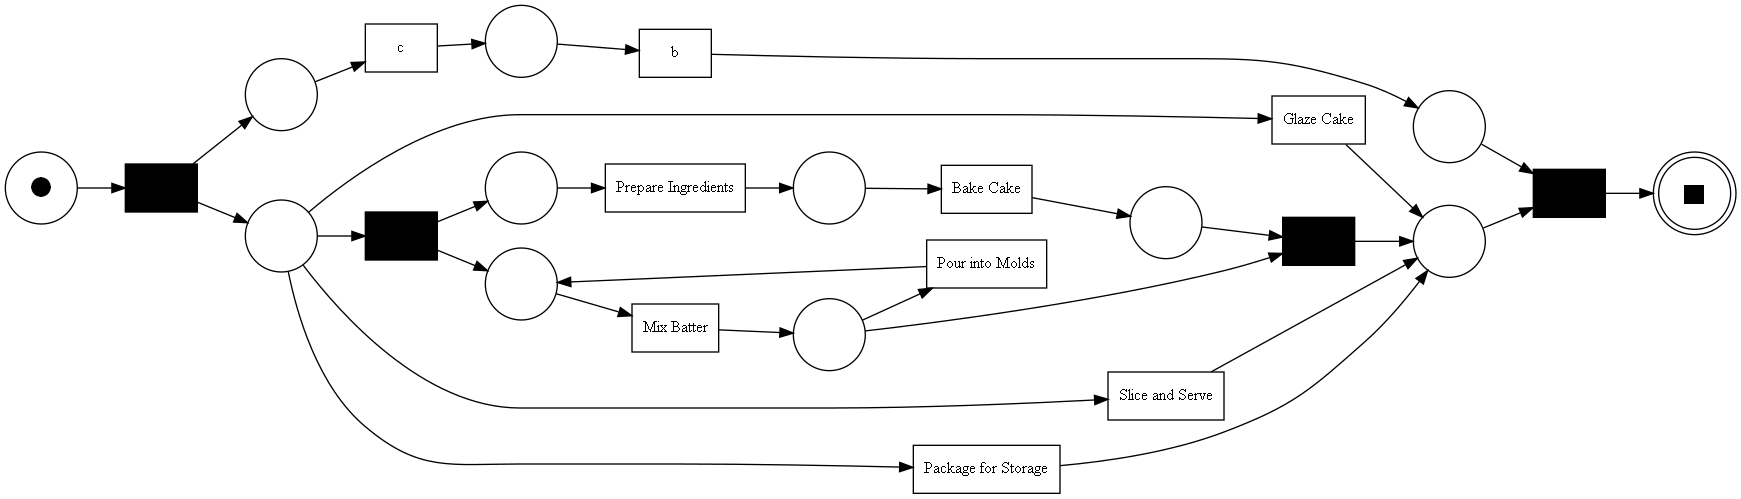 c
b
Glaze Cake
Prepare Ingredients
Bake Cake
Pour into Molds
Mix Batter
Slice and Serve
Package for Storage